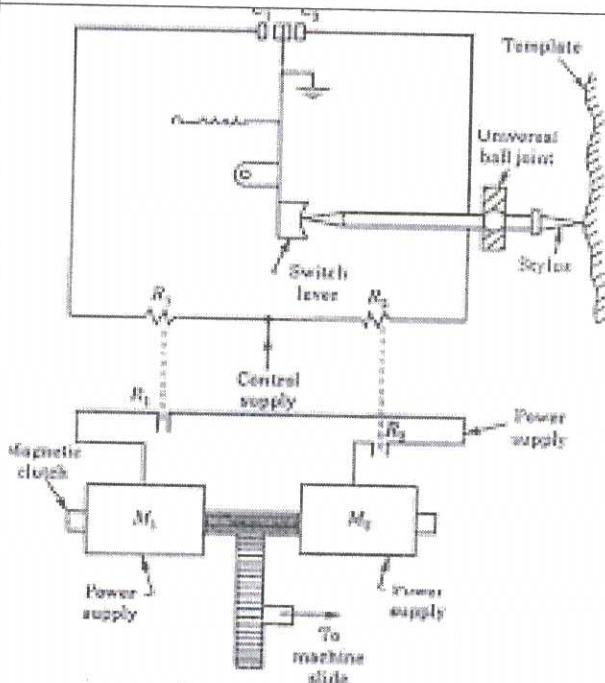 Template
Universal
ball joint
Stylus
Switch
lever
R₁
R₂
Control
supply
R₁
R₂
Power
supply
Magnetic
clutch
M₁
M₂
Power
supply
Power
supply
To
machine
slide